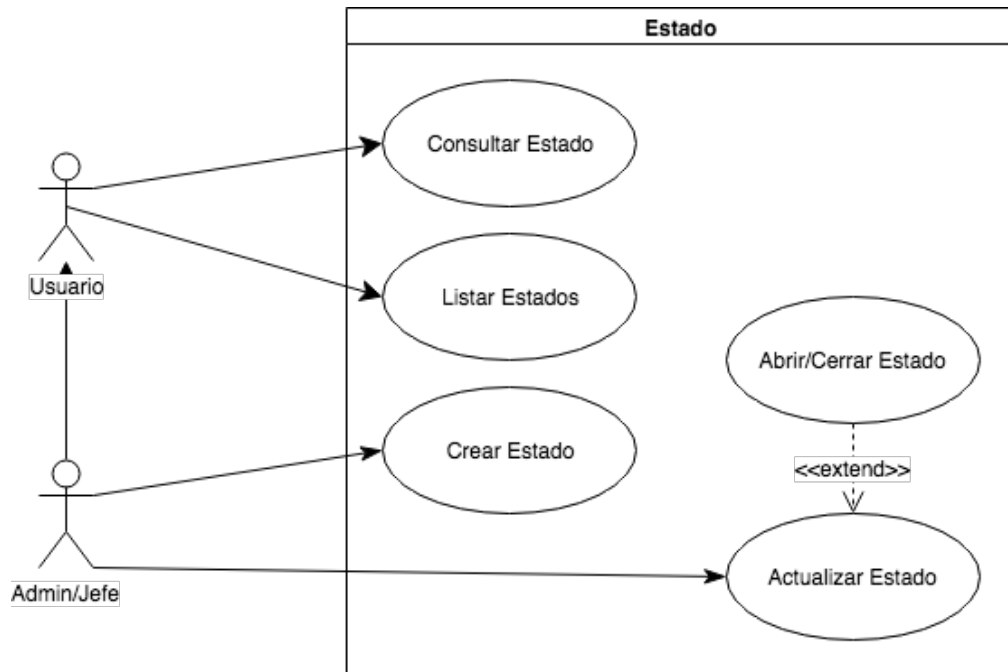 Estado
Consultar Estado
Usuario
Listar Estados
Abrir/Cerrar Estado
Crear Estado
<<extend>>
Admin/Jefe
Actualizar Estado